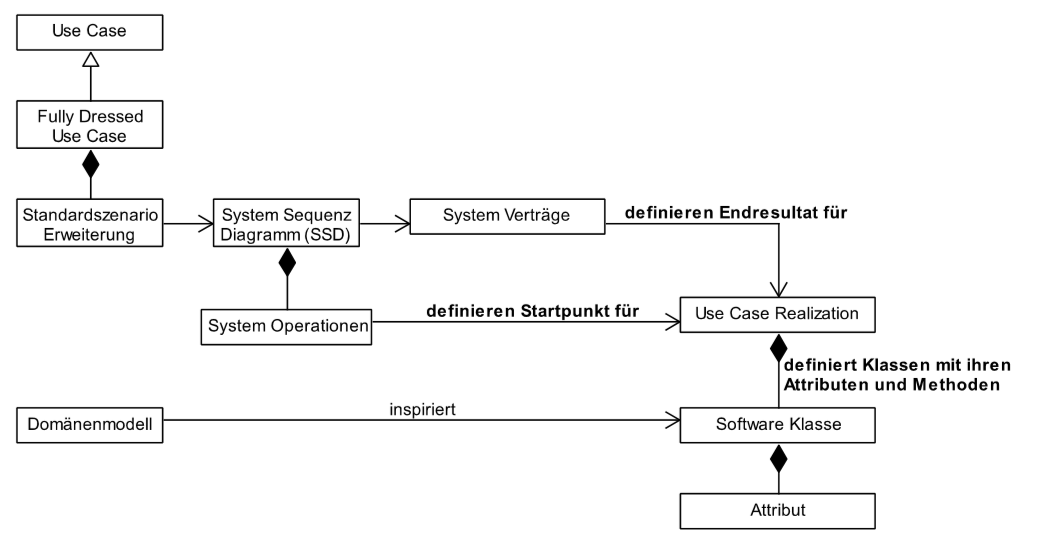 Use Case
Fully Dressed
Use Case
Standardszenario
Erweiterung
System Sequenz
Diagramm (SSD)
System Verträge
definieren Endresultat für
System Operationen
definieren Startpunkt für
Use Case Realization
definiert Klassen mit ihren
Attributen und Methoden
Domänenmodell
inspiriert
Software Klasse
Attribut